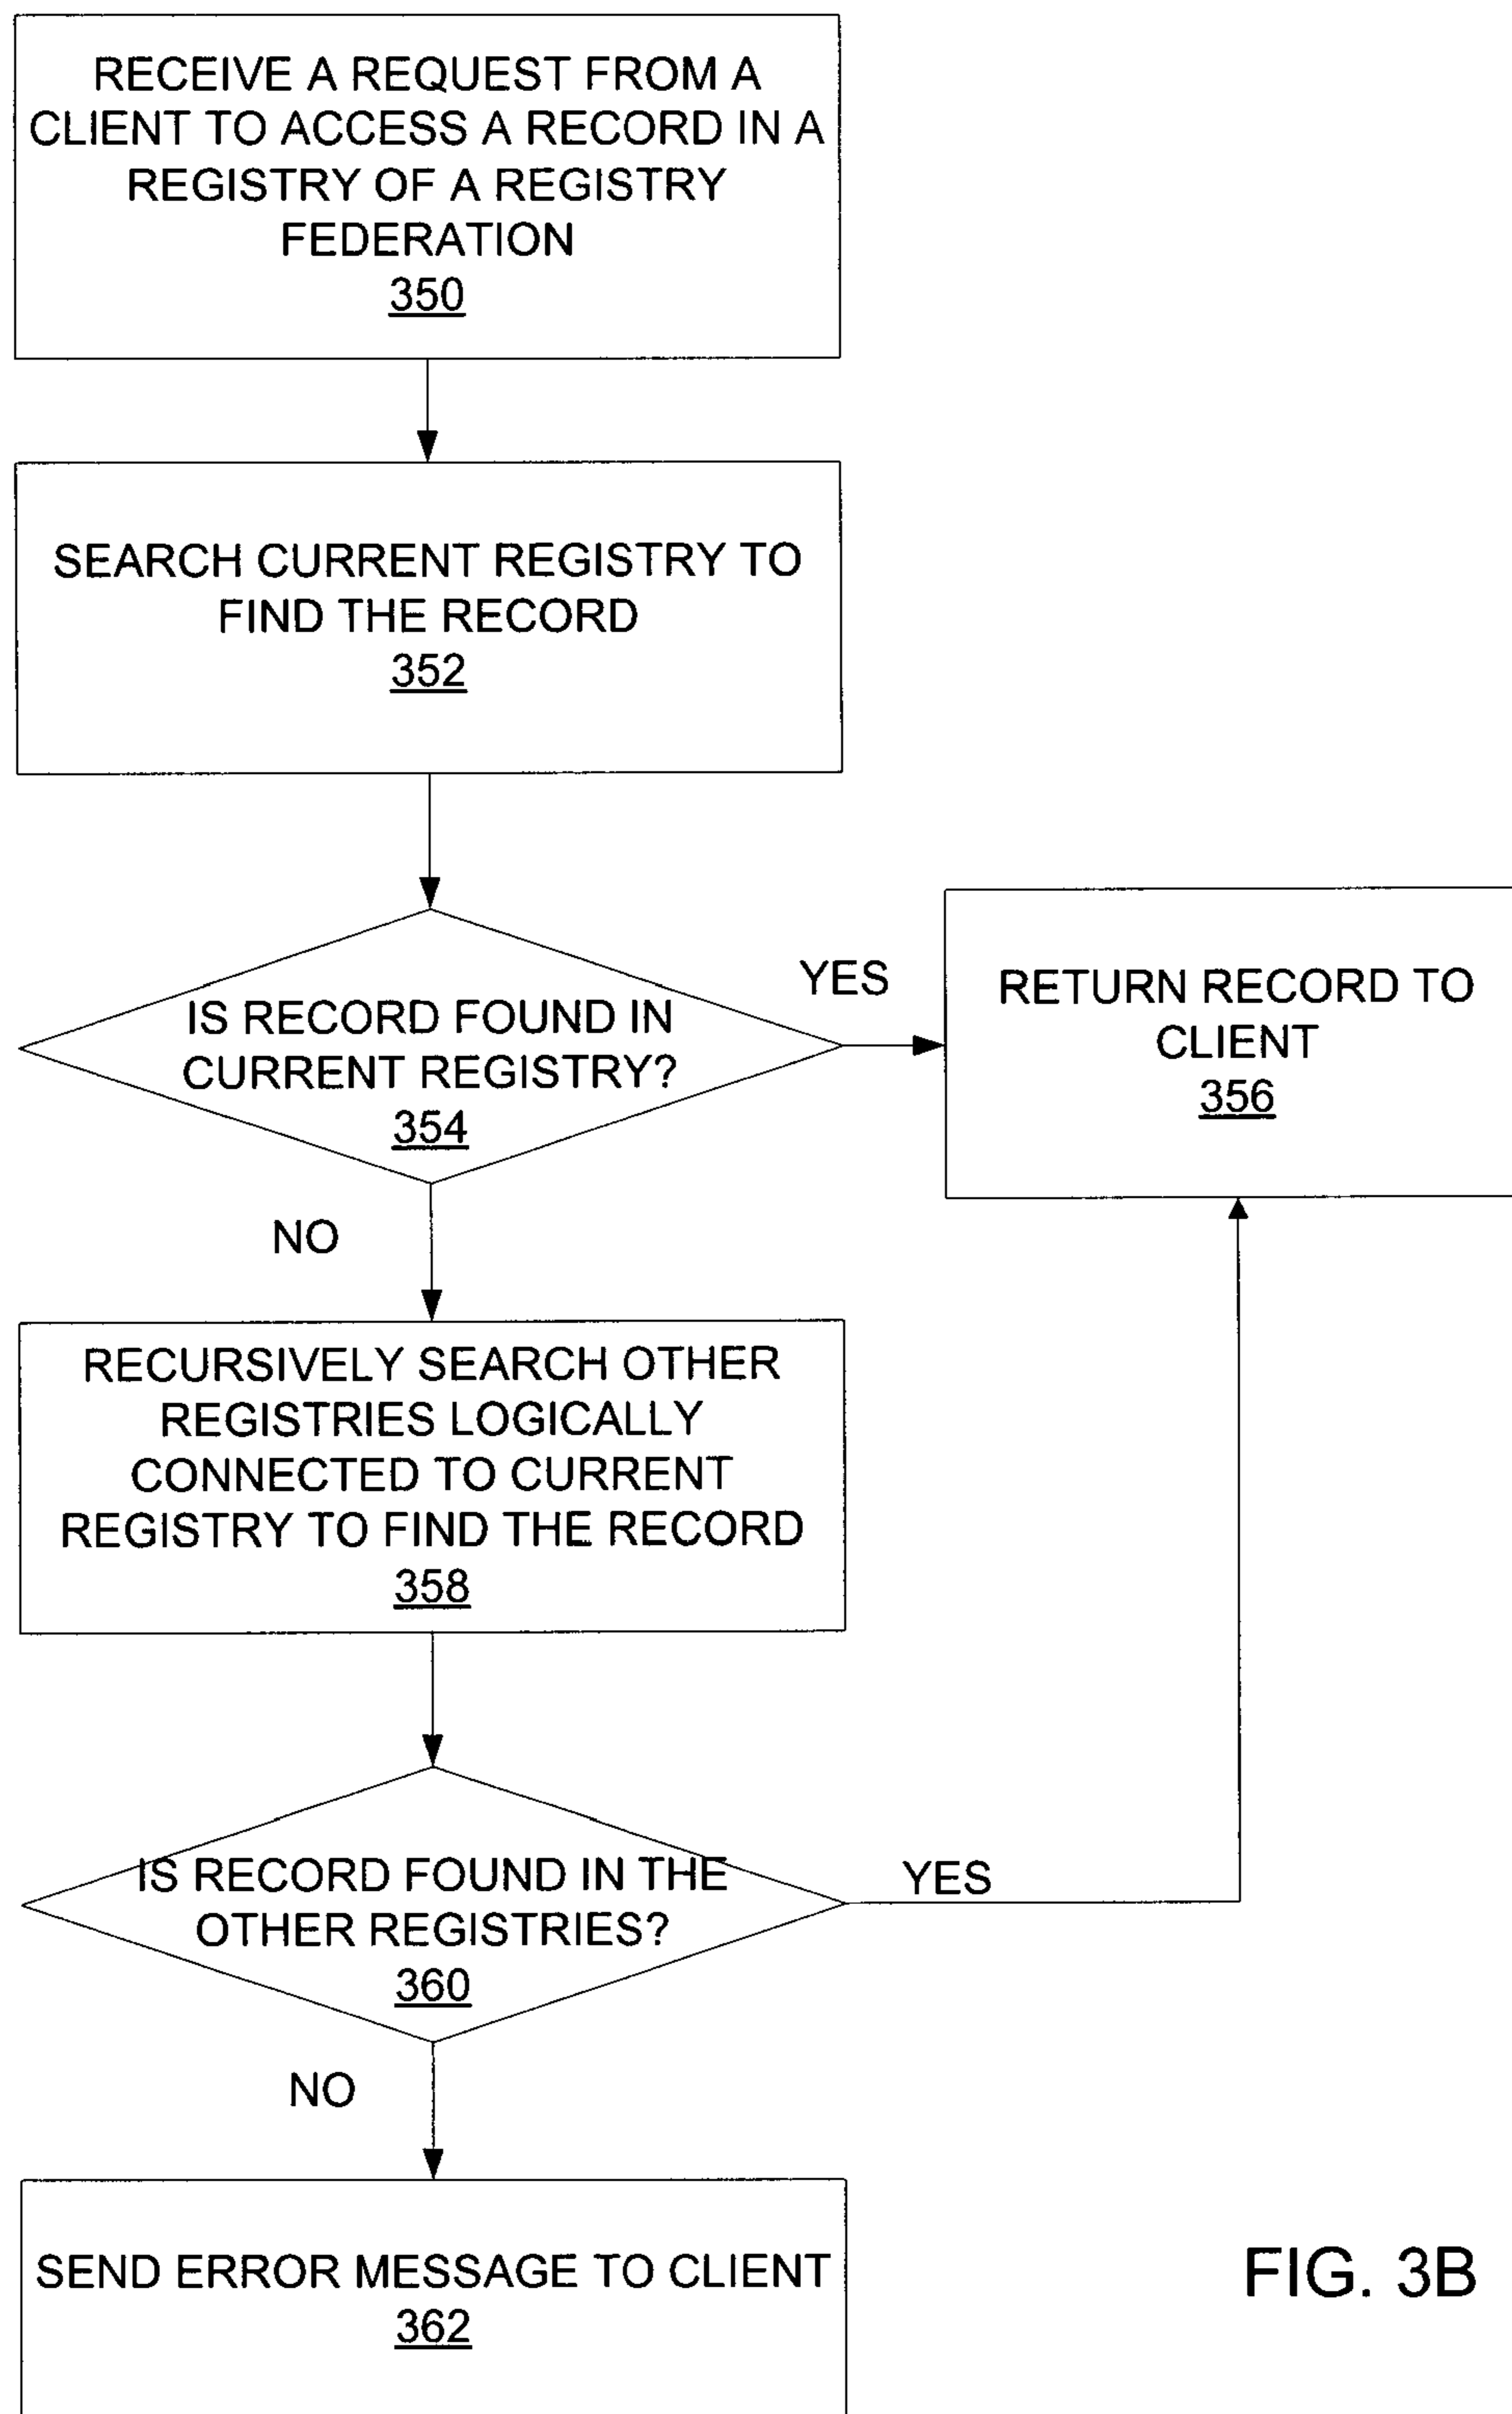 RECEIVE A REQUEST FROM A
CLIENT TO ACCESS A RECORD IN A
REGISTRY OF A REGISTRY
FEDERATION
350
SEARCH CURRENT REGISTRY TO
FIND THE RECORD
352
IS RECORD FOUND IN
CURRENT REGISTRY?
354
YES
RETURN RECORD TO
CLIENT
356
NO
RECURSIVELY SEARCH OTHER
REGISTRIES LOGICALLY
CONNECTED TO CURRENT
REGISTRY TO FIND THE RECORD
358
IS RECORD FOUND IN THE
OTHER REGISTRIES?
360
YES
NO
SEND ERROR MESSAGE TO CLIENT
362
FIG. 3B